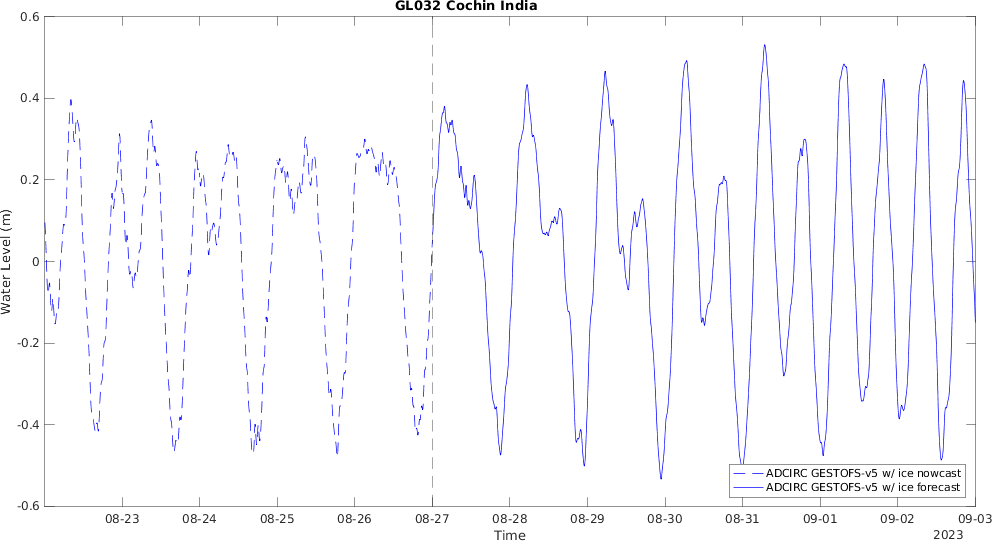 GL032 Cochin India
0.6
0.4
0.2
0
-0.2
-0.4
-0.6
Water Level (m)
ADCIRC GESTOFS-v5 w/ ice nowcast
ADCIRC GESTOFS-v5 w/ ice forecast
08-23 08-24 08-25 08-26 08-27 08-28 08-29 08-30 08-31 09-01 09-02 09-03
Time
2023